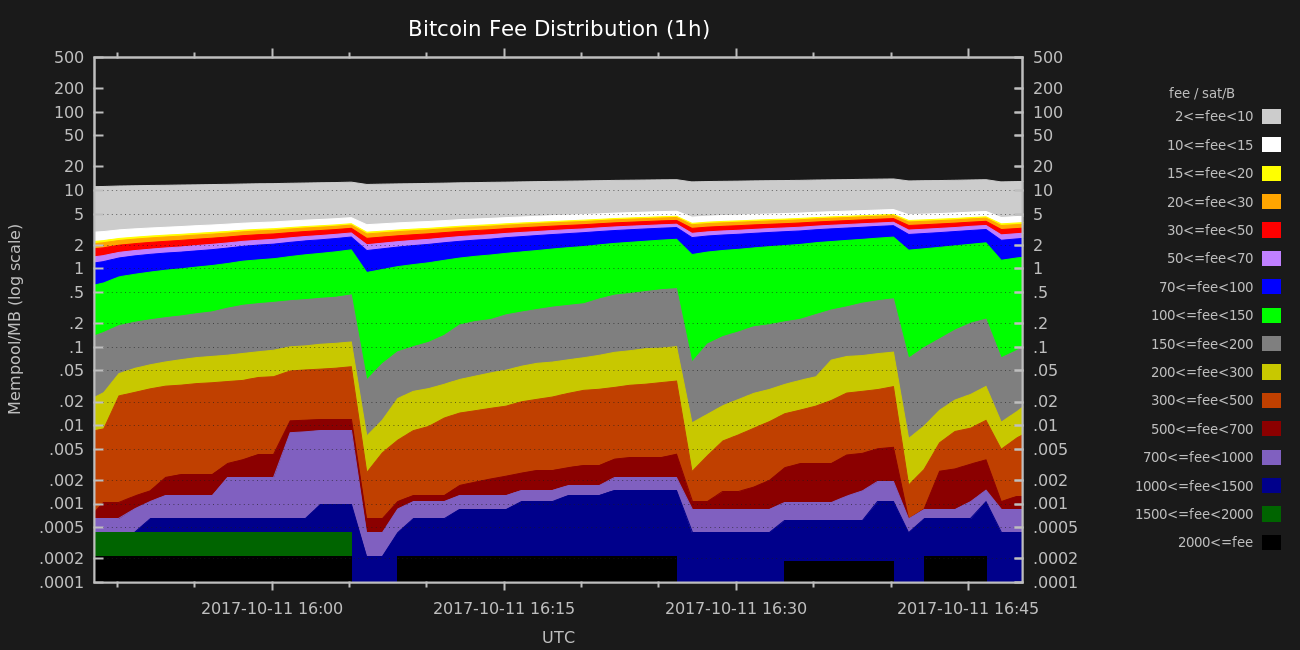 Bitcoin Fee Distribution (1h)
Mempool/MB (log scale)
500
200
100
50
20
10
5
2
1
.5
.2
.1
.05
.02
.01
.005
.002
.001
.0005
.0002
.0001
500
200
100
50
20
10
5
2
1
.5
.2
.1
.05
.02
.01
.005
.002
.001
.0005
.0002
.0001
2017-10-11 16:00 2017-10-11 16:15 2017-10-11 16:30 2017-10-11 16:45
UTC
fee / sat/B
2<=fee<10
10<=fee<15
15<=fee<20
20<=fee<30
30<=fee<50
50<=fee<70
70<=fee<100
100<=fee<150
150<=fee<200
200<=fee<300
300<=fee<500
500<=fee<700
700<=fee<1000
1000<=fee<1500
1500<=fee<2000
2000<=fee